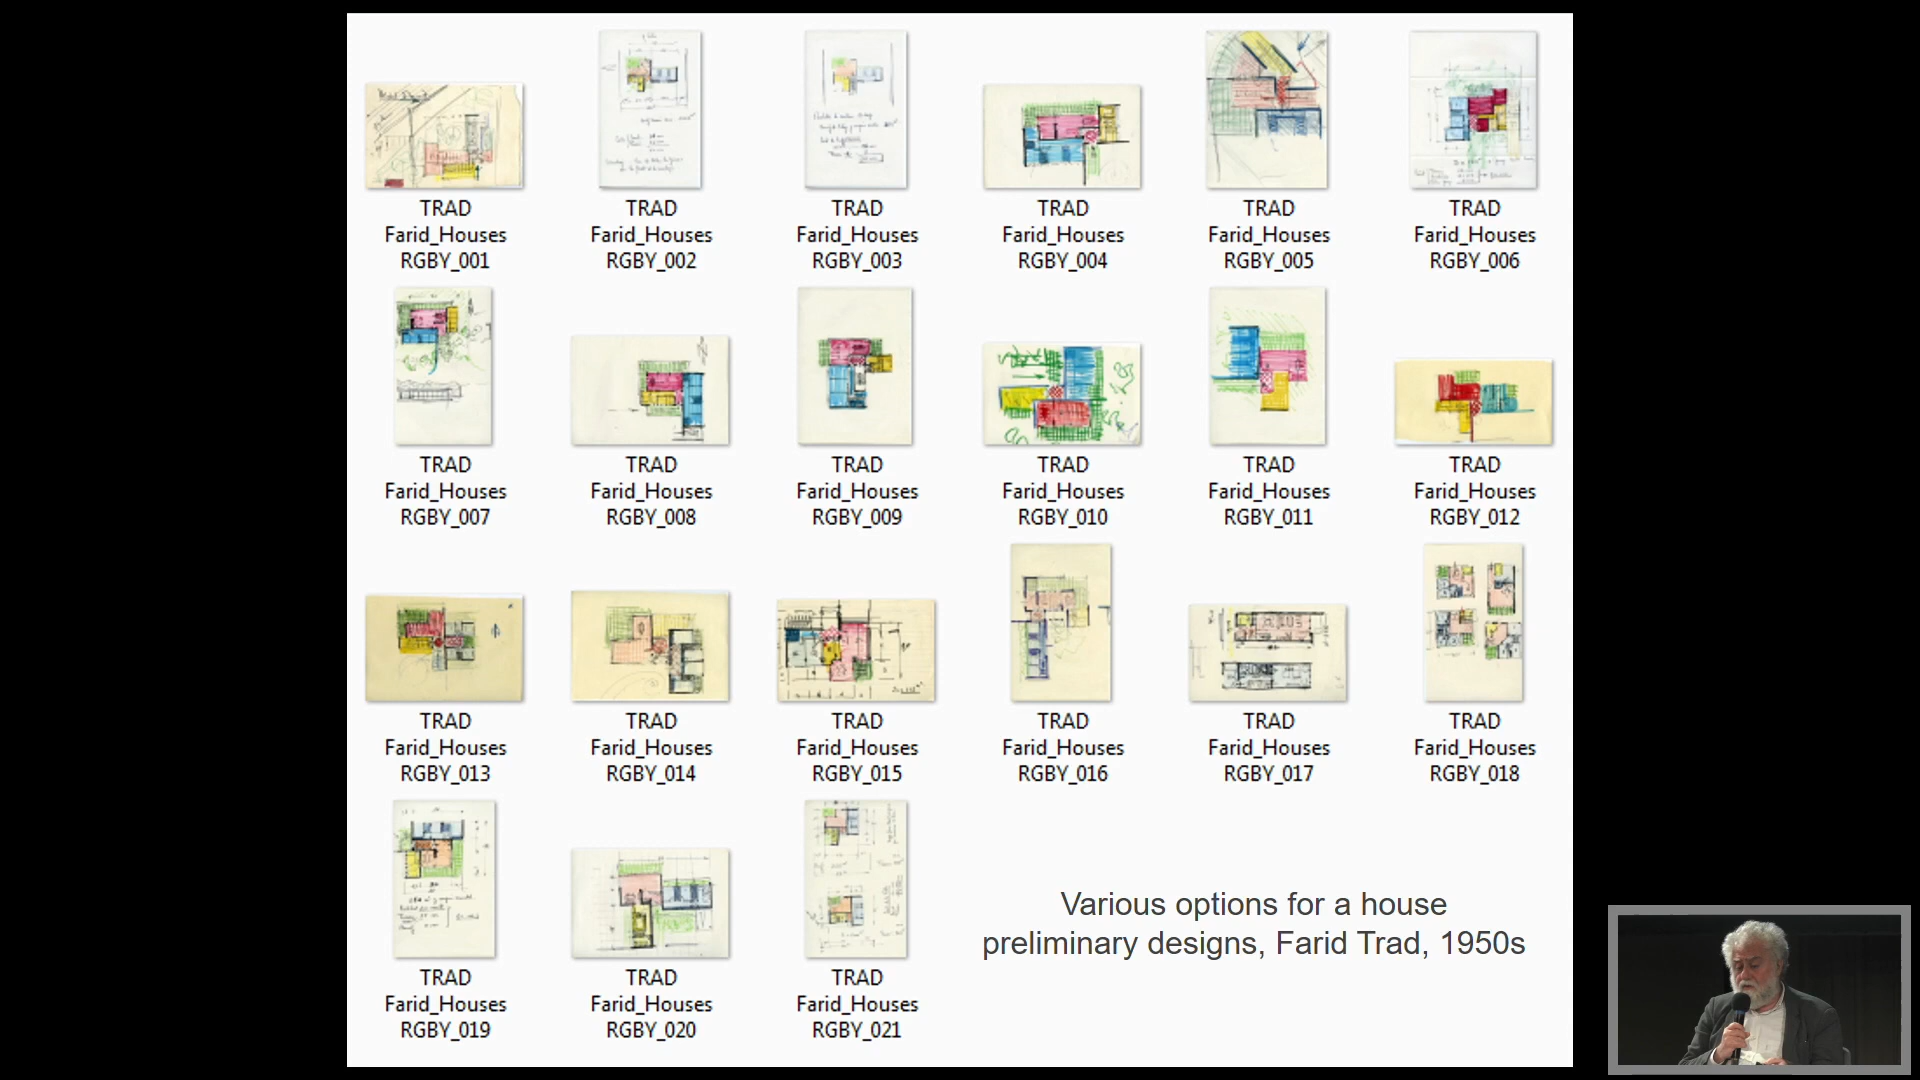 TRAD
Farid_Houses
RGBY_001
TRAD
Farid_Houses
RGBY_002
TRAD
Farid_Houses
RGBY_003
TRAD
Farid_Houses
RGBY_004
TRAD
Farid_Houses
RGBY_005
TRAD
Farid_Houses
RGBY_006
TRAD
Farid_Houses
RGBY_007
TRAD
Farid_Houses
RGBY_008
TRAD
Farid_Houses
RGBY_009
TRAD
Farid_Houses
RGBY_010
TRAD
Farid_Houses
RGBY_011
TRAD
Farid_Houses
RGBY_012
TRAD
Farid_Houses
RGBY_013
TRAD
Farid_Houses
RGBY_014
TRAD
Farid_Houses
RGBY_015
TRAD
Farid_Houses
RGBY_016
TRAD
Farid_Houses
RGBY_017
TRAD
Farid_Houses
RGBY_018
TRAD
Farid_Houses
RGBY_019
TRAD
Farid_Houses
RGBY_020
TRAD
Farid_Houses
RGBY_021
Various options for a house
preliminary designs, Farid Trad, 1950s